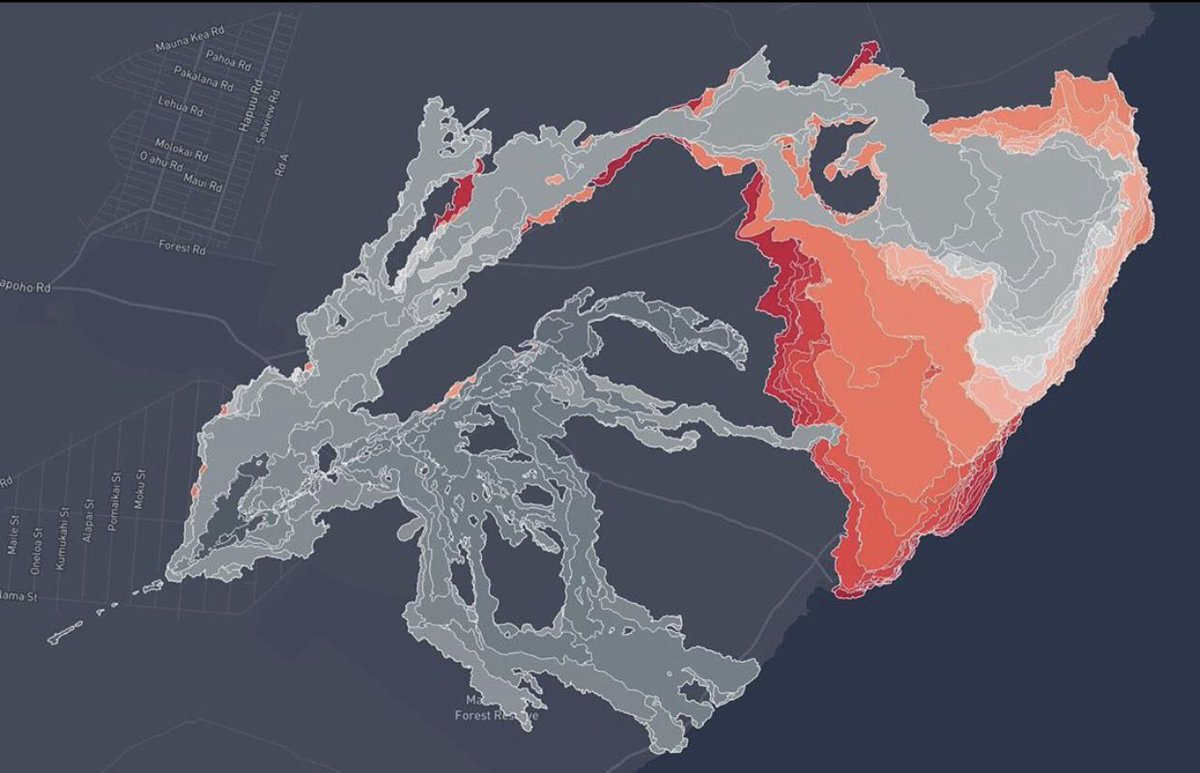 Mauna Kea Rd
Pahoa Rd
Pakalana Rd
Hapuu Rd
Seaview Rd
Lehua Rd
Molokai Rd
O'ahu Rd
Maui Rd
Rd A
Forest Rd
apoho Rd
Rd
Maile St
Oneloa St
Kumukahi St
Alapai St
Pomaikai St
Moku St
lama St
Ma
Forest Reserve